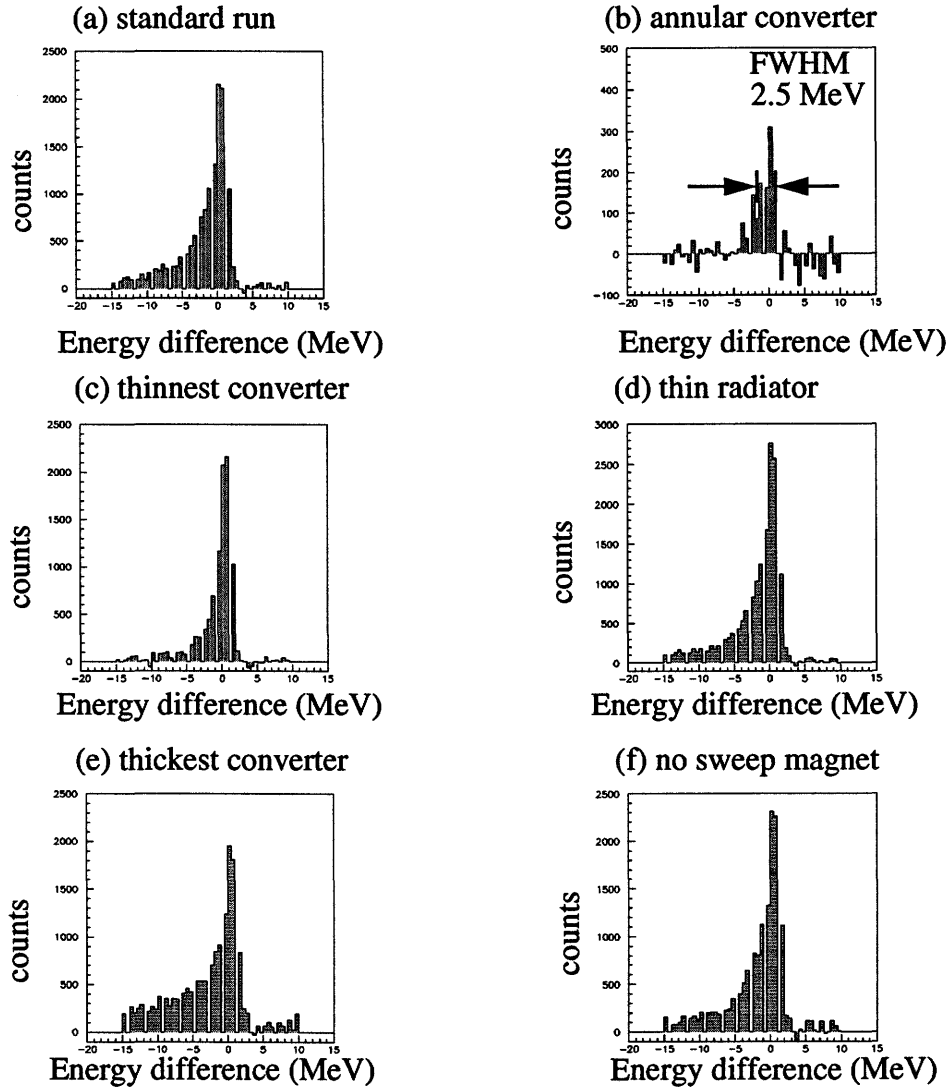 (a) standard run
2500
2000
1500
1000
500
0
counts
-20 -15 -10 -5 0 5 10 15
Energy difference (MeV)
(b) annular converter
500
400
300
200
100
0
-100
counts
FWHM
2.5 MeV
-20 -15 -10 -5 0 5 10 15
Energy difference (MeV)
(c) thinnest converter
2500
2000
1500
1000
500
0
counts
-20 -15 -10 -5 0 5 10 15
Energy difference (MeV)
(d) thin radiator
3000
2500
2000
1500
1000
500
0
counts
-20 -15 -10 -5 0 5 10 15
Energy difference (MeV)
(e) thickest converter
2500
2000
1500
1000
500
0
counts
-20 -15 -10 -5 0 5 10 15
Energy difference (MeV)
(f) no sweep magnet
2500
2000
1500
1000
500
0
counts
-20 -15 -10 -5 0 5 10 15
Energy difference (MeV)